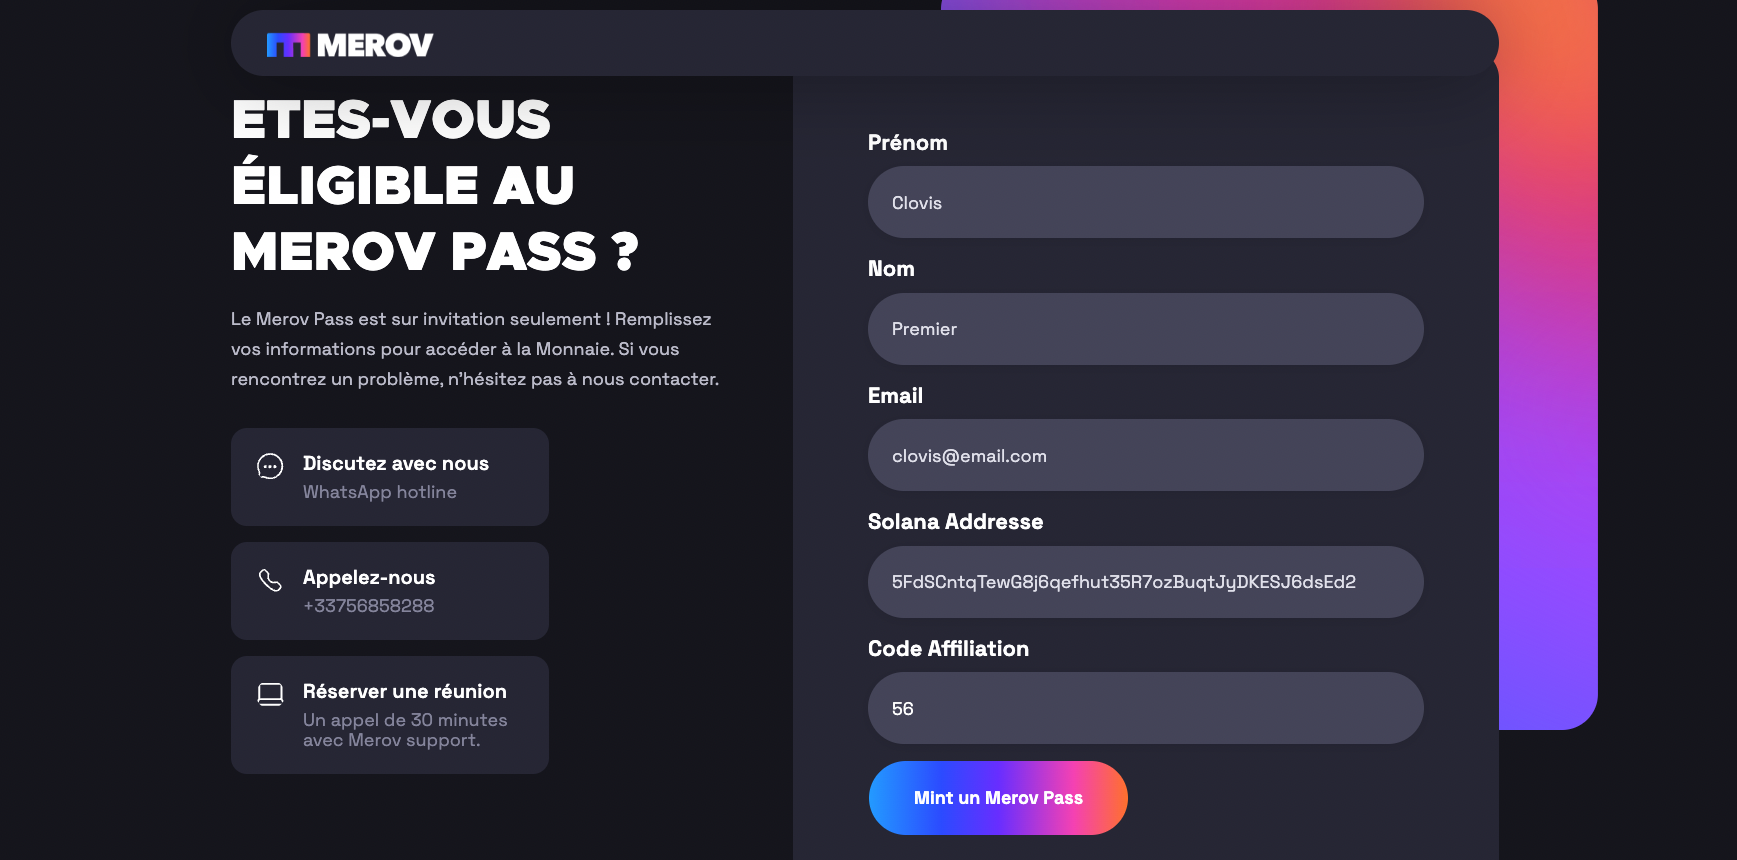 MEROV
ETES-VOUS
ÉLIGIBLE AU
MEROV PASS ?
Le Merov Pass est sur invitation seulement ! Remplissez
vos informations pour accéder à la Monnaie. Si vous
rencontrez un problème, n'hésitez pas à nous contacter.
Discutez avec nous
WhatsApp hotline
Appelez-nous
+33756858288
Réserver une réunion
Un appel de 30 minutes
avec Merov support.
Prénom
Clovis
Nom
Premier
Email
clovis@email.com
Solana Addresse
5FdSCntqTewG8j6qefhut35R7ozBuqtJyDKESJ6dsEd2
Code Affiliation
56
Mint un Merov Pass